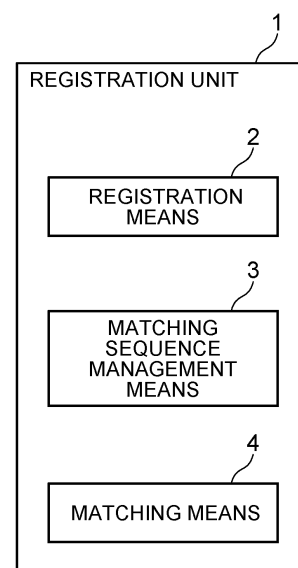 1
REGISTRATION UNIT
2
REGISTRATION
MEANS
3
MATCHING
SEQUENCE
MANAGEMENT
MEANS
4
MATCHING MEANS